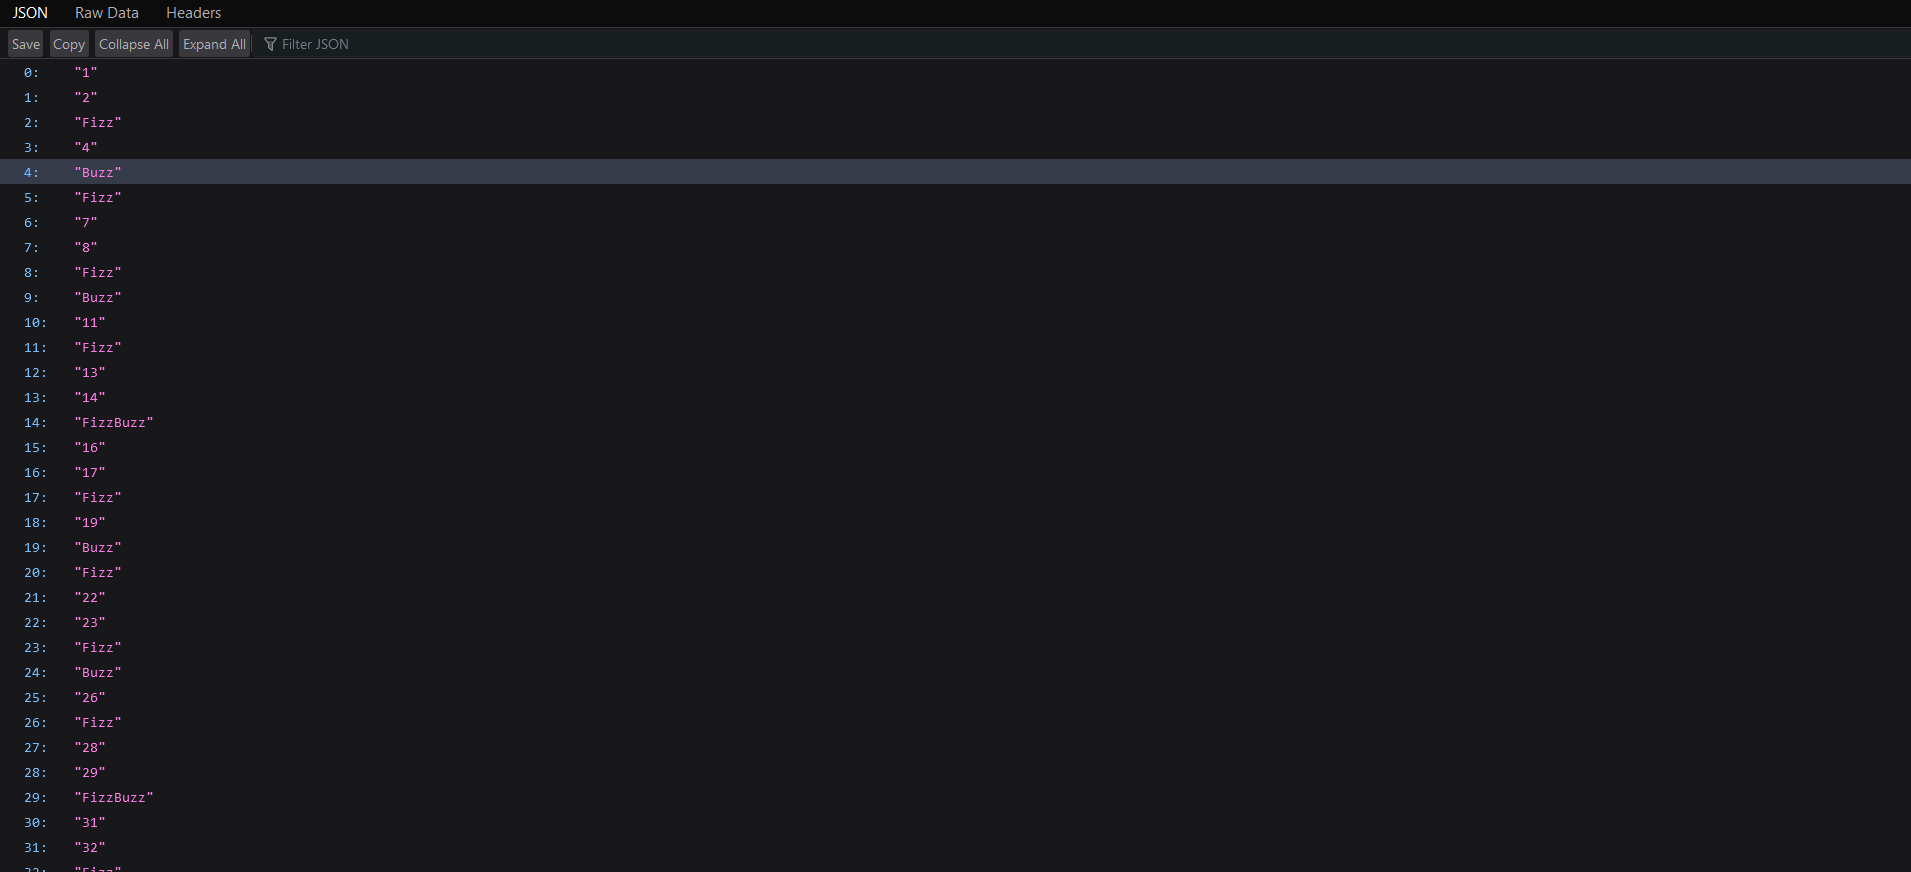 JSON Raw Data Headers
Save Copy Collapse All Expand All Filter JSON
0: "1"
1: "2"
2: "Fizz"
3: "4"
4: "Buzz"
5: "Fizz"
6: "7"
7: "8"
8: "Fizz"
9: "Buzz"
10: "11"
11: "Fizz"
12: "13"
13: "14"
14: "FizzBuzz"
15: "16"
16: "17"
17: "Fizz"
18: "19"
19: "Buzz"
20: "Fizz"
21: "22"
22: "23"
23: "Fizz"
24: "Buzz"
25: "26"
26: "Fizz"
27: "28"
28: "29"
29: "FizzBuzz"
30: "31"
31: "32"
32: "Fizz"